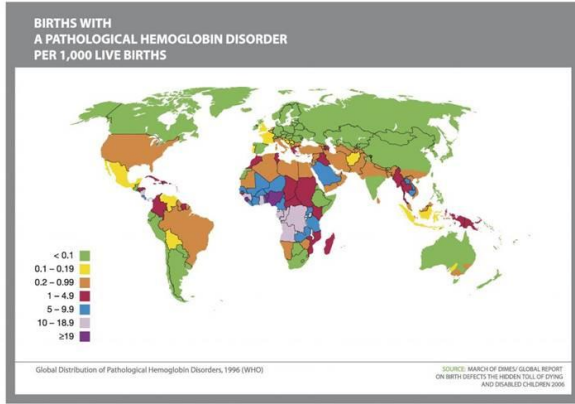 BIRTHS WITH
A PATHOLOGICAL HEMOGLOBIN DISORDER
PER 1,000 LIVE BIRTHS
< 0.1
0.1 – 0.19
0.2 – 0.99
1 – 4.9
5 – 9.9
10 – 18.9
≥19
Global Distribution of Pathological Hemoglobin Disorders, 1996 (WHO)
SOURCE: MARCH OF DIMES/ GLOBAL REPORT
ON BIRTH DEFECTS THE HIDDEN TOLL OF DYING
AND DISABLED CHILDREN 2006